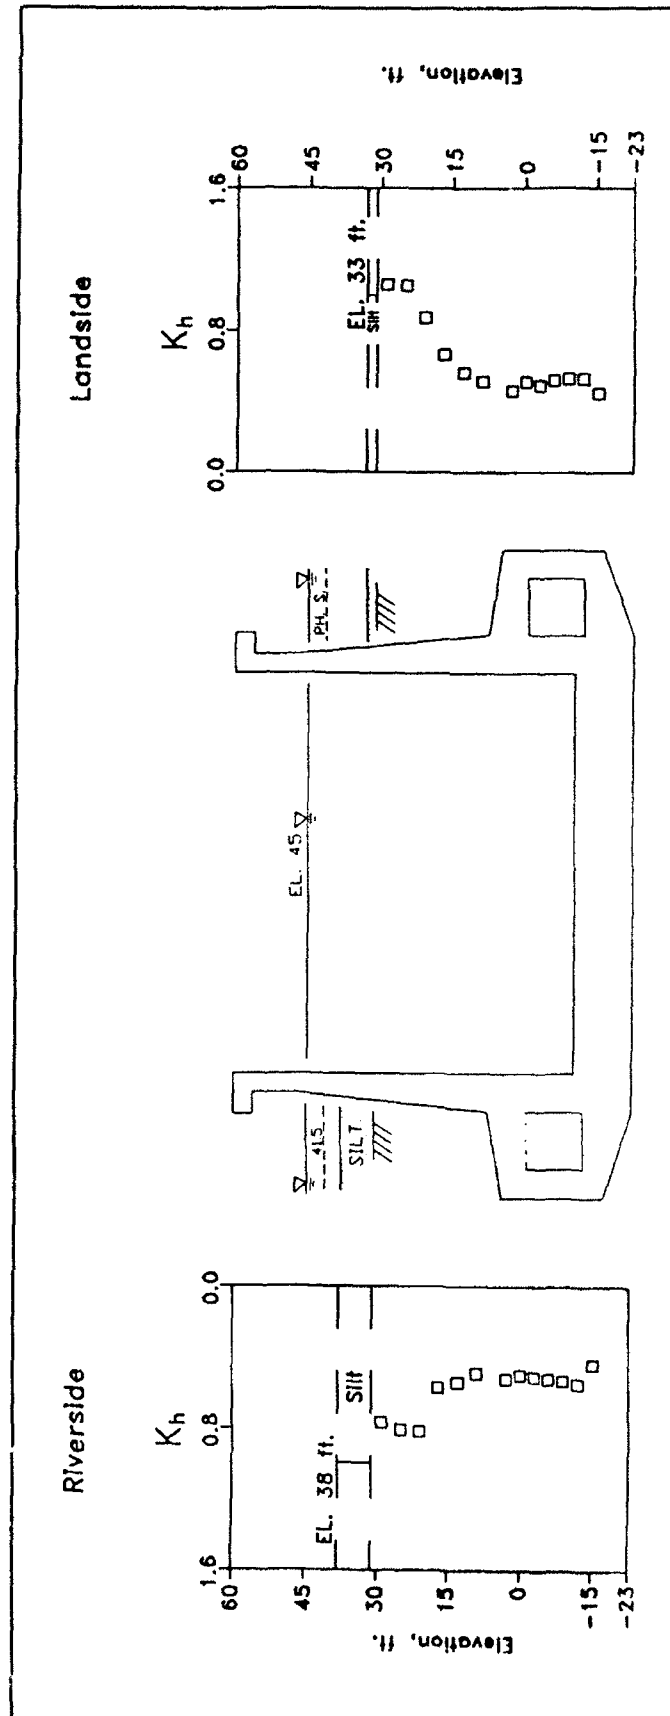 Riverside
Landside
Kh
1.6
0.8
0.0
Kh
0.0
0.8
1.6
60
45
30
15
0
-15
-23
Elevation, ft.
EL. 38 ft.
Silt
41.5
SILT
EL. 45
PH. S.
EL. 33 ft.
Silt
60
45
30
15
0
-15
-23
Elevation, ft.